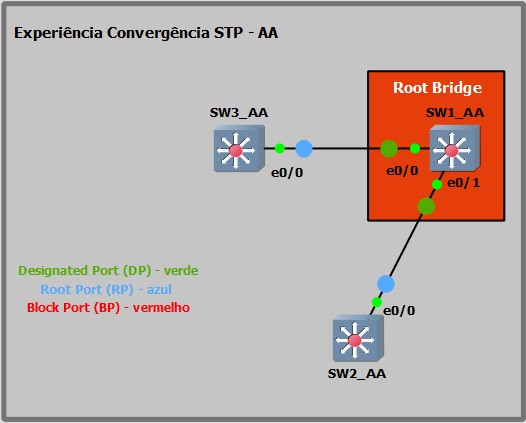 Experiência Convergência STP - AA
Root Bridge
SW3_AA
SW1_AA
e0/0
e0/0
e0/1
Designated Port (DP) - verde
Root Port (RP) - azul
Block Port (BP) - vermelho
e0/0
SW2_AA